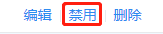 编辑 | 禁用 | 删除